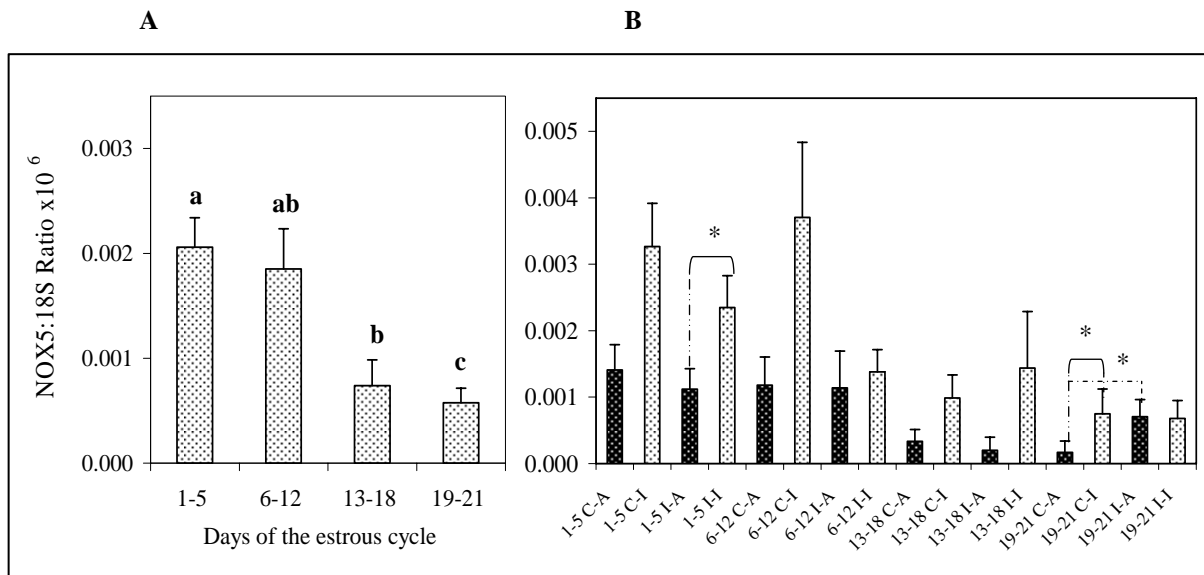 A
B
NOX5:18S Ratio x10 6
0.003
0.002
0.001
0.000
a
ab
b
c
1-5
6-12
13-18
19-21
Days of the estrous cycle
0.005
0.004
0.003
0.002
0.001
0.000
*
*
*
1-5 C-A
1-5 C-I
1-5 I-A
1-5 I-I
6-12 C-A
6-12 C-I
6-12 I-A
6-12 I-I
13-18 C-A
13-18 C-I
13-18 I-A
13-18 I-I
19-21 C-A
19-21 C-I
19-21 I-A
19-21 I-I